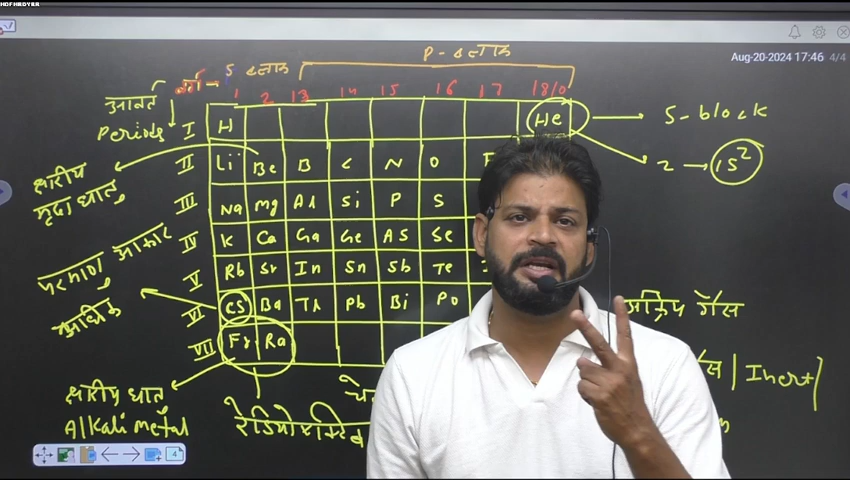 Aug-20-2024 17:46 4/4
S ब्लाक
P-ब्लाक
वर्ग
1 2 13 14 15 16 17 18/0
आवर्त
Periods
I H He
S-block
2 → 1S²
II Li Be B C N O F
क्षारीय
मृदा धातु
III Na Mg Al Si P S
IV K Ca Ga Ge AS Se
परमाणु आकार
अधिक
V Rb Sr In Sn Sb Te I
VI CS Ba Tl Pb Bi Po
VII Fr Ra
अक्रिय गैस
गैस | Inert
क्षारीय धातु
Alkali metal
4